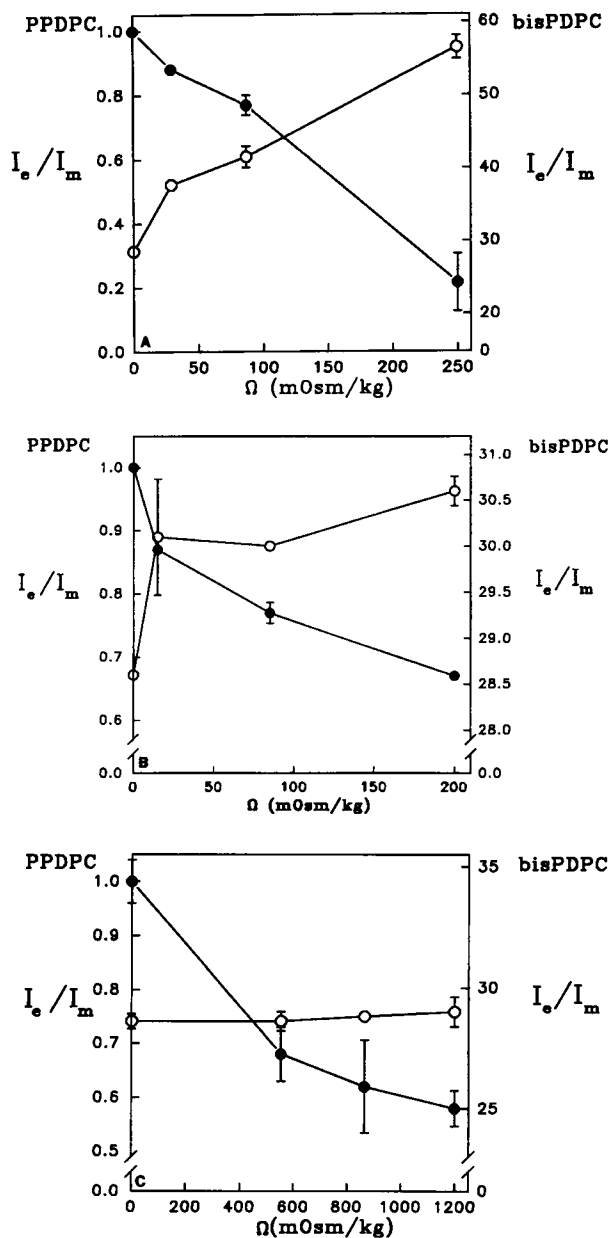 PPDPC bisPDPC
1.0 60
0.8 50
I_e/I_m 0.6 40 I_e/I_m
0.4 30
0.2 20
0.0 A 0
0 50 100 150 200 250
Ω (mOsm/kg)
PPDPC bisPDPC
1.0 31.0
30.5
0.9 30.0
I_e/I_m 0.8 29.5 I_e/I_m
29.0
0.7 28.5
0.6 28.0
0.0 B 0.0
0 50 100 150 200
Ω (mOsm/kg)
PPDPC bisPDPC
35
1.0
0.9
I_e/I_m 0.8 30 I_e/I_m
0.7
0.6 25
0.5
0.0 C 0
0 200 400 600 800 1000 1200
Ω(mOsm/kg)